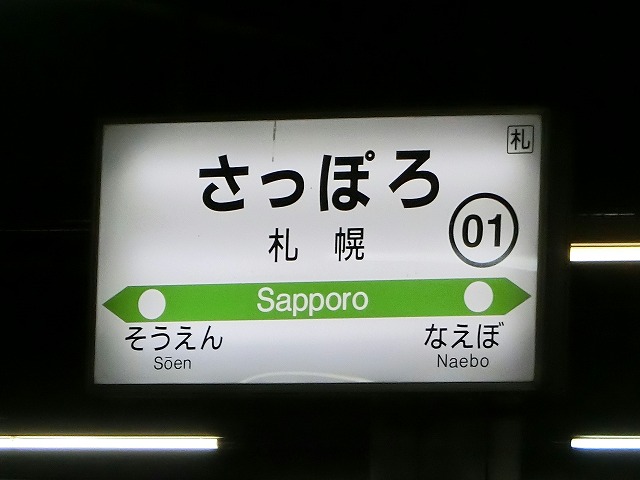 札
さっぽろ
札幌
01
Sapporo
そうえん
Sōen
なえぼ
Naebo